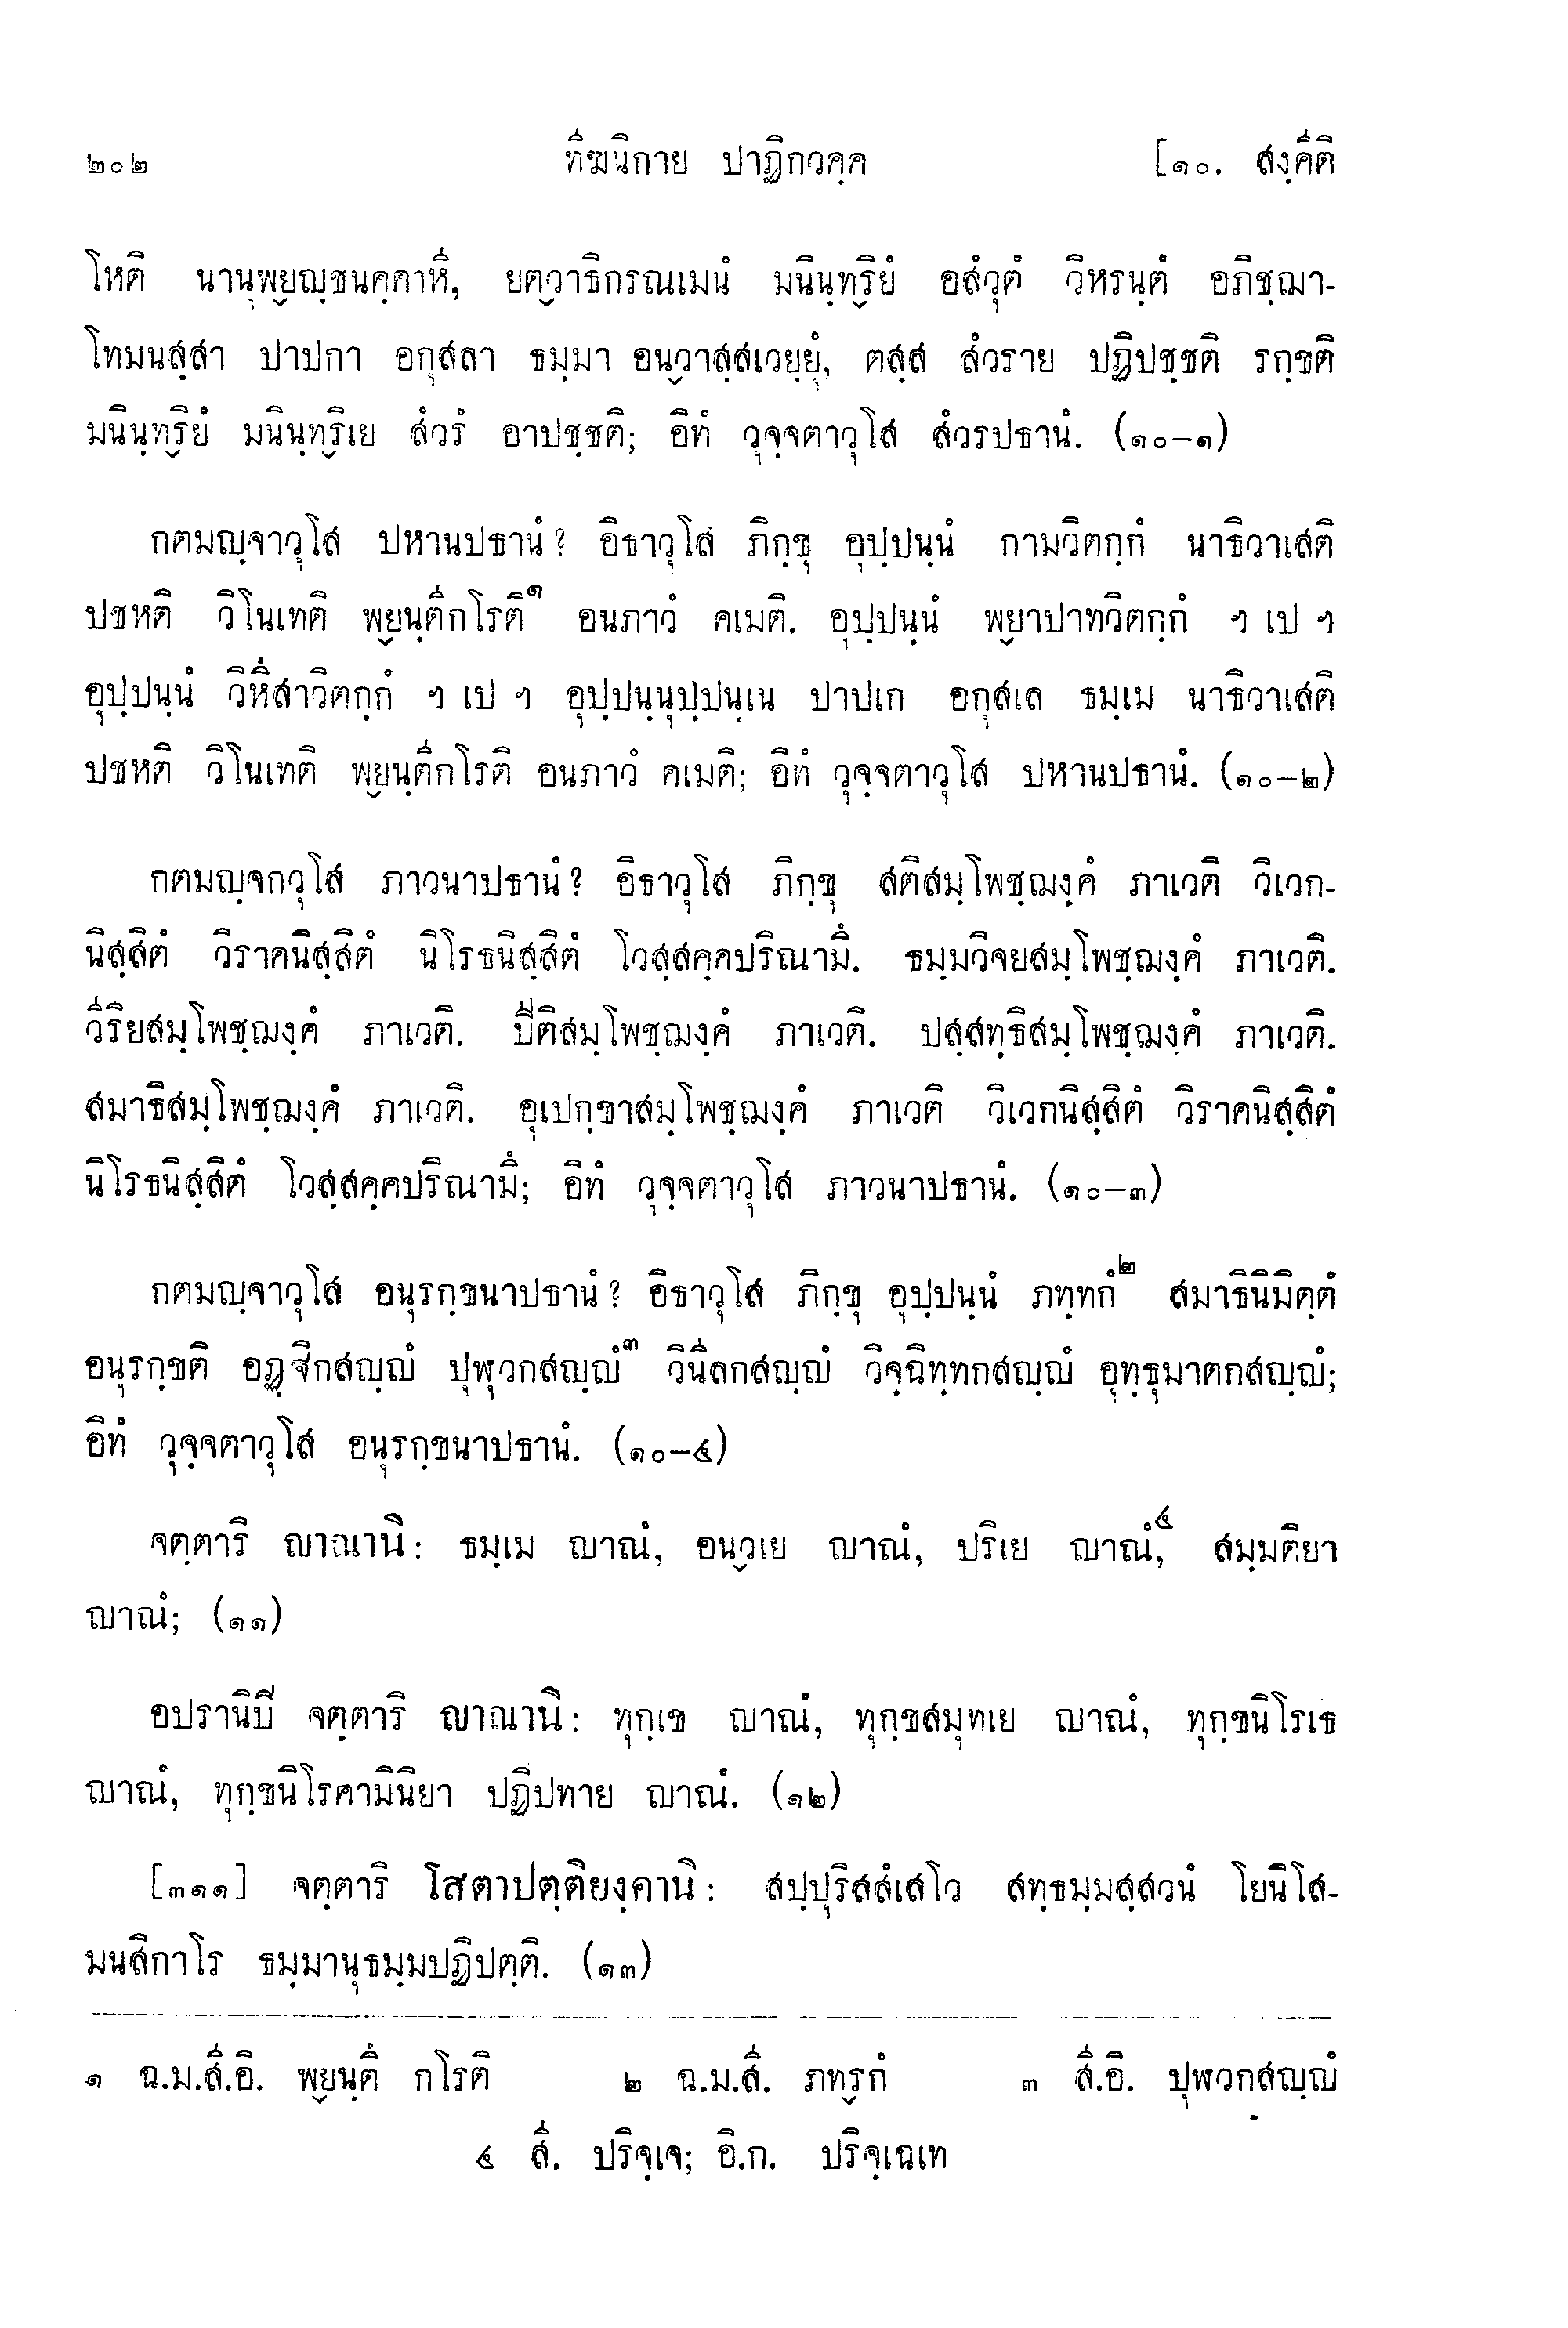 ๒๐๒ ทีฆนิกาย ปาฏิกวคฺค [๑๐. สงฺคีติ
โหติ นานุพฺยญฺชนคฺคาหี, ยตฺวาธิกรณเมนํ มนินฺทฺริยํ อสํวุตํ วิหรนฺตํ อภิชฺฌา-
โทมนสฺสา ปาปกา อกุสลา ธมฺมา อนฺวาสฺสเวยฺยุํ, ตสฺส สํวราย ปฏิปชฺชติ รกฺขติ
มนินฺทฺริยํ มนินฺทฺริเย สํวรํ อาปชฺชติ; อิทํ วุจฺจตาวุโส สํวรปธานํ. (๑๐-๑)
กตมญฺจาวุโส ปหานปธานํ? อิธาวุโส ภิกฺขุ อุปฺปนฺนํ กามวิตกฺกํ นาธิวาเสติ
ปชหติ วิโนเทติ พฺยนฺตีกโรติ๑ อนภาวํ คเมติ. อุปฺปนฺนํ พฺยาปาทวิตกฺกํ ฯ เป ฯ
อุปฺปนฺนํ วิหึสาวิตกฺกํ ฯ เป ฯ อุปฺปนฺนุปฺปนฺเน ปาปเก อกุสเล ธมฺเม นาธิวาเสติ
ปชหติ วิโนเทติ พฺยนฺตีกโรติ อนภาวํ คเมติ; อิทํ วุจฺจตาวุโส ปหานปธานํ. (๑๐-๒)
กตมญฺจกวุโส ภาวนาปธานํ? อิธาวุโส ภิกฺขุ สติสมฺโพชฺฌงฺคํ ภาเวติ วิเวก-
นิสฺสิตํ วิราคนิสฺสิตํ นิโรธนิสฺสิตํ โวสฺสคฺคปริณามึ. ธมฺมวิจยสมฺโพชฺฌงฺคํ ภาเวติ.
วีริยสมฺโพชฺฌงฺคํ ภาเวติ. ปีติสมฺโพชฺฌงฺคํ ภาเวติ. ปสฺสทฺธิสมฺโพชฺฌงฺคํ ภาเวติ.
สมาธิสมฺโพชฺฌงฺคํ ภาเวติ. อุเปกฺขาสมฺโพชฺฌงฺคํ ภาเวติ วิเวกนิสฺสิตํ วิราคนิสฺสิตํ
นิโรธนิสฺสิตํ โวสฺสคฺคปริณามึ; อิทํ วุจฺจตาวุโส ภาวนาปธานํ. (๑๐-๓)
กตมญฺจาวุโส อนุรกฺขนาปธานํ? อิธาวุโส ภิกฺขุ อุปฺปนฺนํ ภทฺทกํ๒ สมาธินิมิตฺตํ
อนุรกฺขติ อฏฺฐิกสญฺญํ ปุฬุวกสญฺญํ๓ วินีลกสญฺญํ วิจฺฉิทฺทกสญฺญํ อุทฺธุมาตกสญฺญํ;
อิทํ วุจฺจตาวุโส อนุรกฺขนาปธานํ. (๑๐-๔)
จตฺตาริ ญาณานิ: ธมฺเม ญาณํ, อนฺวเย ญาณํ, ปริเย ญาณํ,๔ สมฺมติยา
ญาณํ; (๑๑)
อปรานิปี จตฺตาริ ญาณานิ: ทุกฺเข ญาณํ, ทุกฺขสมุทเย ญาณํ, ทุกฺขนิโรเธ
ญาณํ, ทุกฺขนิโรคามินิยา ปฏิปทาย ญาณํ. (๑๒)
[๓๑๑] จตฺตาริ โสตาปตฺติยงฺคานิ: สปฺปุริสสํเสโว สทฺธมฺมสฺสวนํ โยนิโส-
มนสิกาโร ธมฺมานุธมฺมปฏิปตฺติ. (๑๓)
๑ ฉ.ม.สี.อิ. พฺยนฺตึ กโรติ ๒ ฉ.ม.สี. ภทฺรกํ ๓ สี.อิ. ปุฬวกสญฺญํ
๔ สี. ปริจฺเจ; อิ.ก. ปริจฺเฉเท